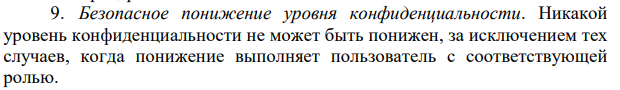 9. Безопасное понижение уровня конфиденциальности. Никакой
уровень конфиденциальности не может быть понижен, за исключением тех
случаев, когда понижение выполняет пользователь с соответствующей
ролью.